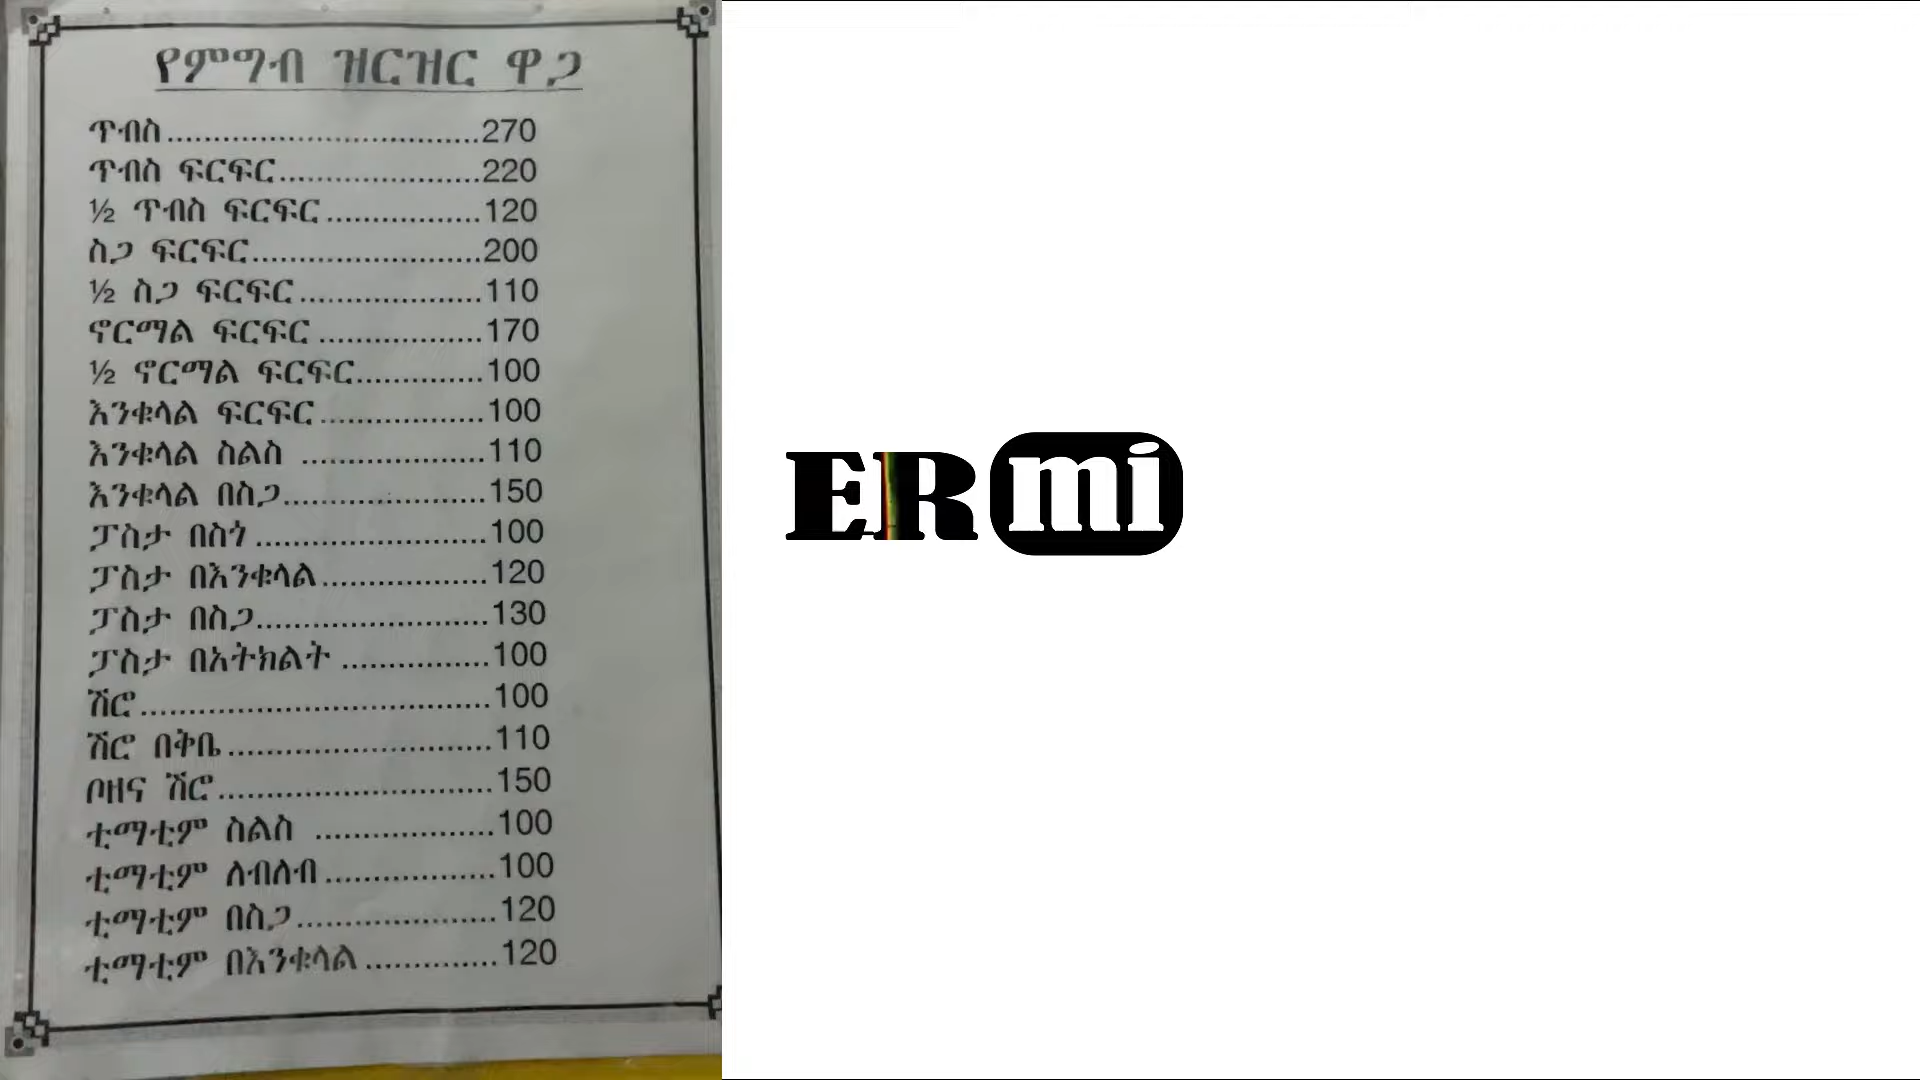 የምግብ ዝርዝር ዋጋ
ጥብስ..................................270
ጥብስ ፍርፍር......................220
½ ጥብስ ፍርፍር.................120
ስጋ ፍርፍር.........................200
½ ስጋ ፍርፍር....................110
ኖርማል ፍርፍር ..................170
½ ኖርማል ፍርፍር..............100
እንቁላል ፍርፍር..................100
እንቁላል ስልስ ....................110
እንቁላል በስጋ......................150
ፓስታ በስጎ .........................100
ፓስታ በእንቁላል..................120
ፓስታ በስጋ.........................130
ፓስታ በአትክልት ................100
ሽሮ......................................100
ሽሮ በቅቤ............................110
ቦዘና ሽሮ..............................150
ቲማቲም ስልስ ...................100
ቲማቲም ለብለብ..................100
ቲማቲም በስጋ.....................120
ቲማቲም በእንቁላል..............120
ERmi